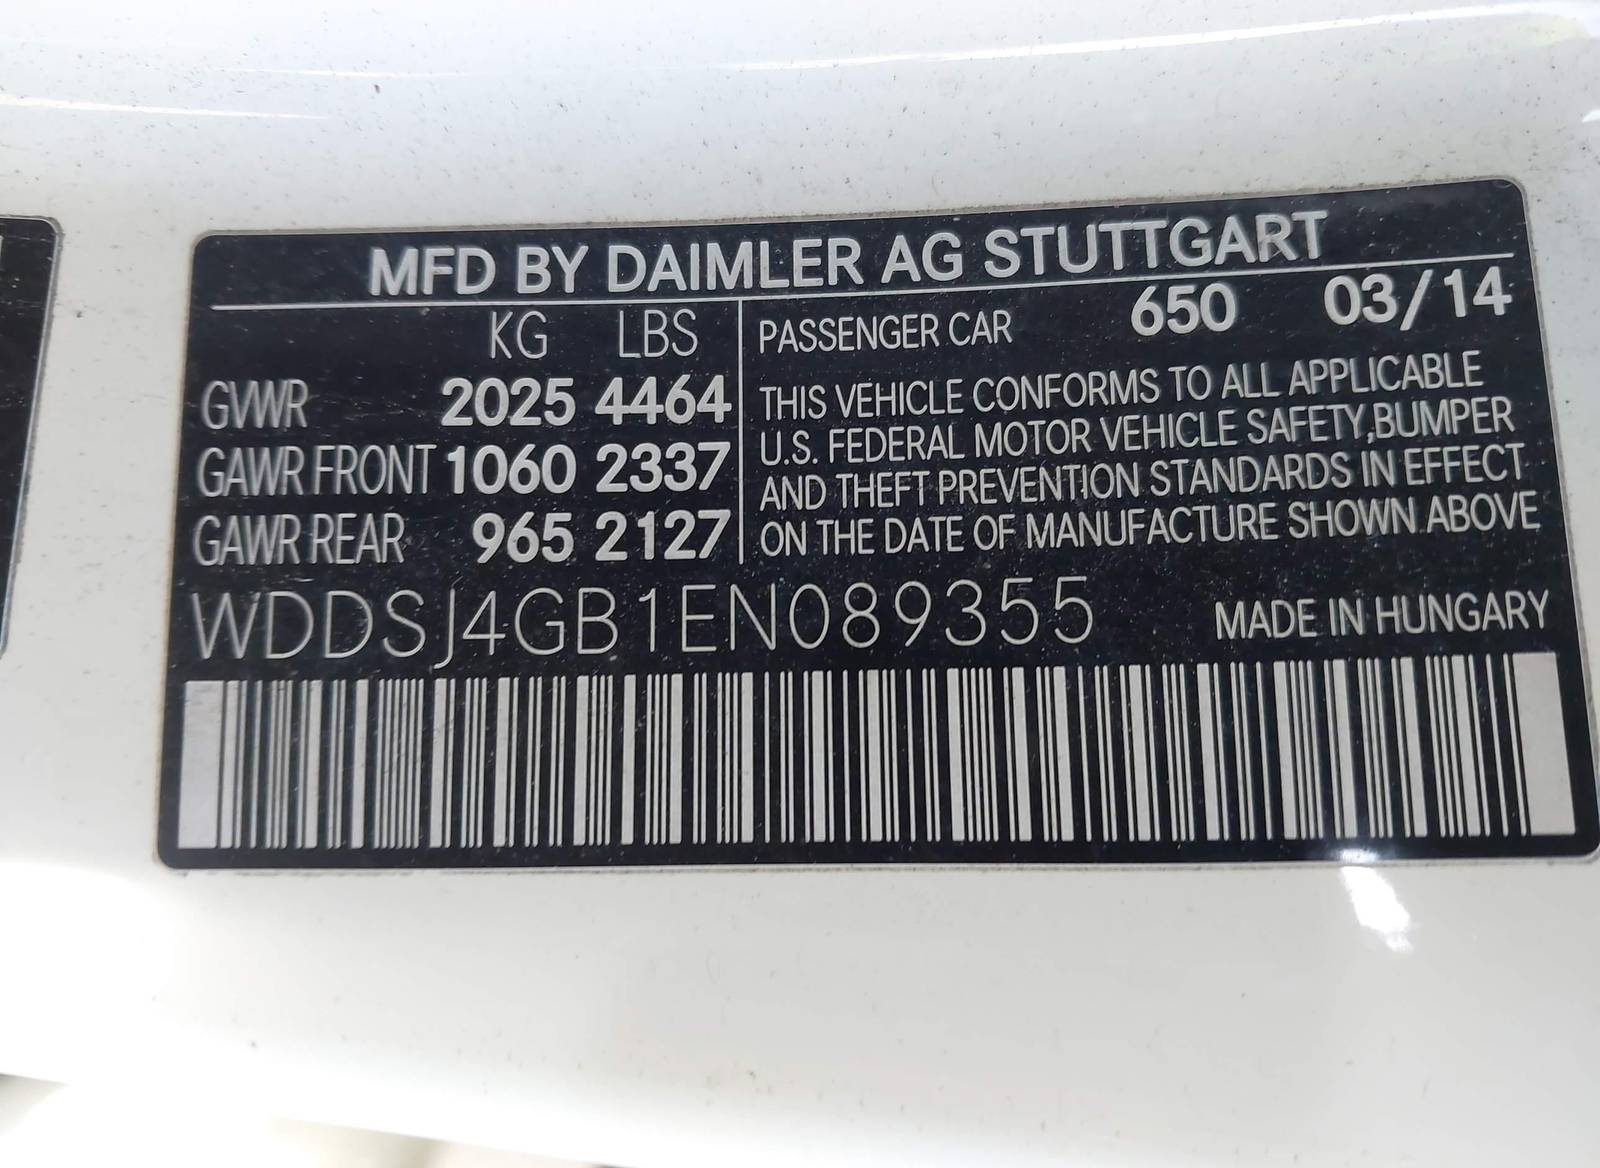 MFD BY DAIMLER AG STUTTGART
KG LBS
GVWR 2025 4464
GAWR FRONT 1060 2337
GAWR REAR 965 2127
PASSENGER CAR 650 03/14
THIS VEHICLE CONFORMS TO ALL APPLICABLE
U.S. FEDERAL MOTOR VEHICLE SAFETY,BUMPER
AND THEFT PREVENTION STANDARDS IN EFFECT
ON THE DATE OF MANUFACTURE SHOWN ABOVE
WDDSJ4GB1EN089355 MADE IN HUNGARY